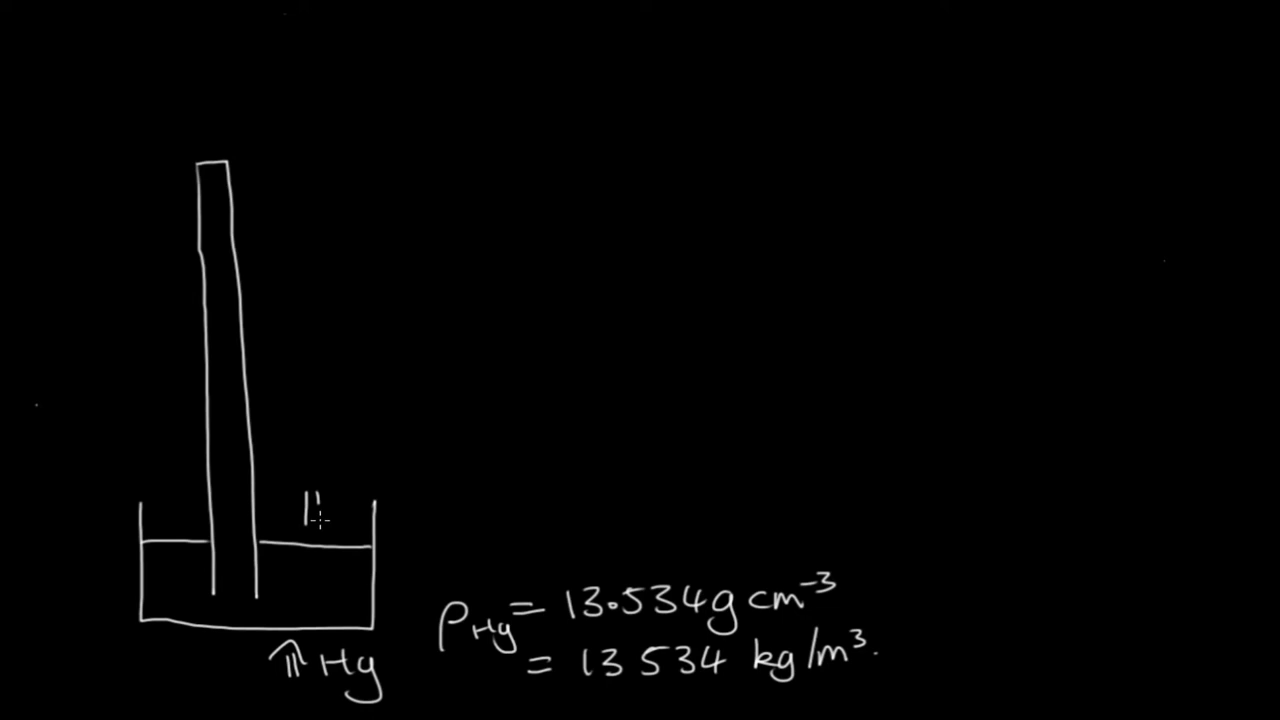 ρHg = 13.534 g cm⁻³
= 13 534 kg/m³.
Hg